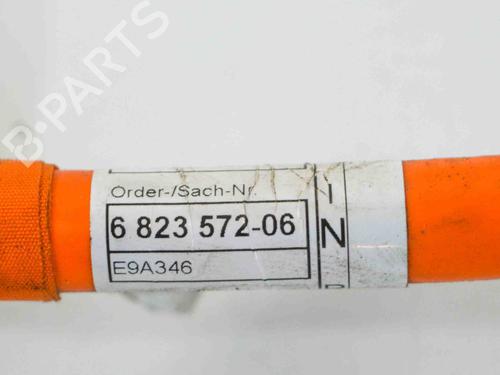 B-PARTS
Order-/Sach-Nr.
6 823 572-06
E9A346
I
N